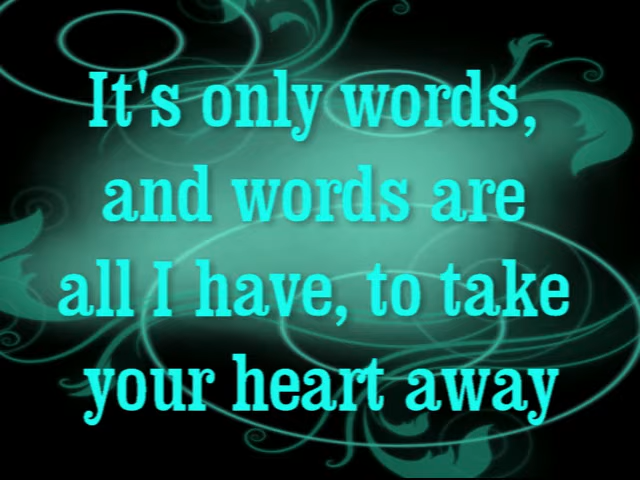 It's only words,
and words are
all I have, to take
your heart away